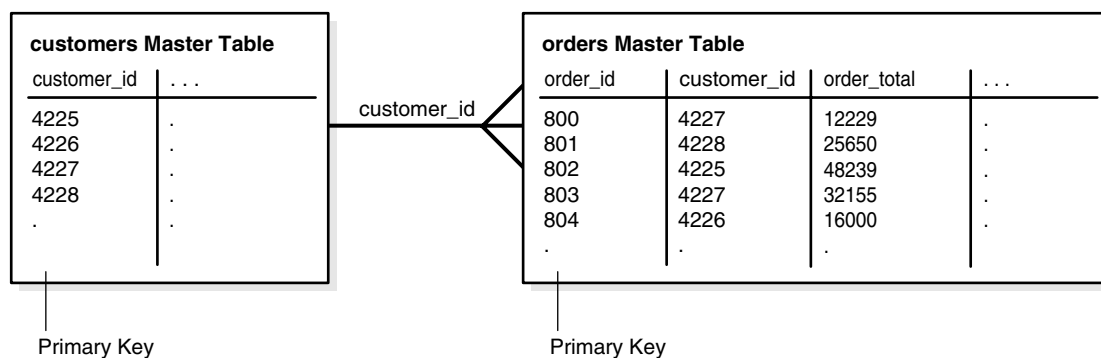 customers Master Table
customer_id . . .
4225 .
4226 .
4227 .
4228 .
. .
Primary Key
customer_id
orders Master Table
order_id customer_id order_total . . .
800 4227 12229 .
801 4228 25650 .
802 4225 48239 .
803 4227 32155 .
804 4226 16000 .
. . . .
Primary Key